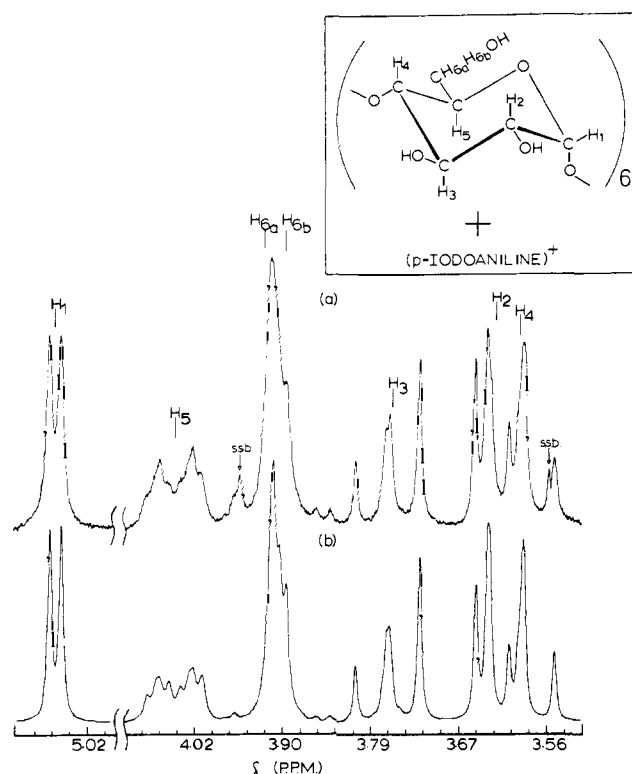 H4
CH6aH6bOH
O
C
C
H2
O
H5
C
C
H1
HO
C
OH
O
H3
6
+
(p-IODOANILINE)+
(a)
H6a H6b
H1
H2
H4
H3
H5
ssb
ssb
(b)
5.02 4.02 3.90 3.79 3.67 3.56
δ (P.P.M.)